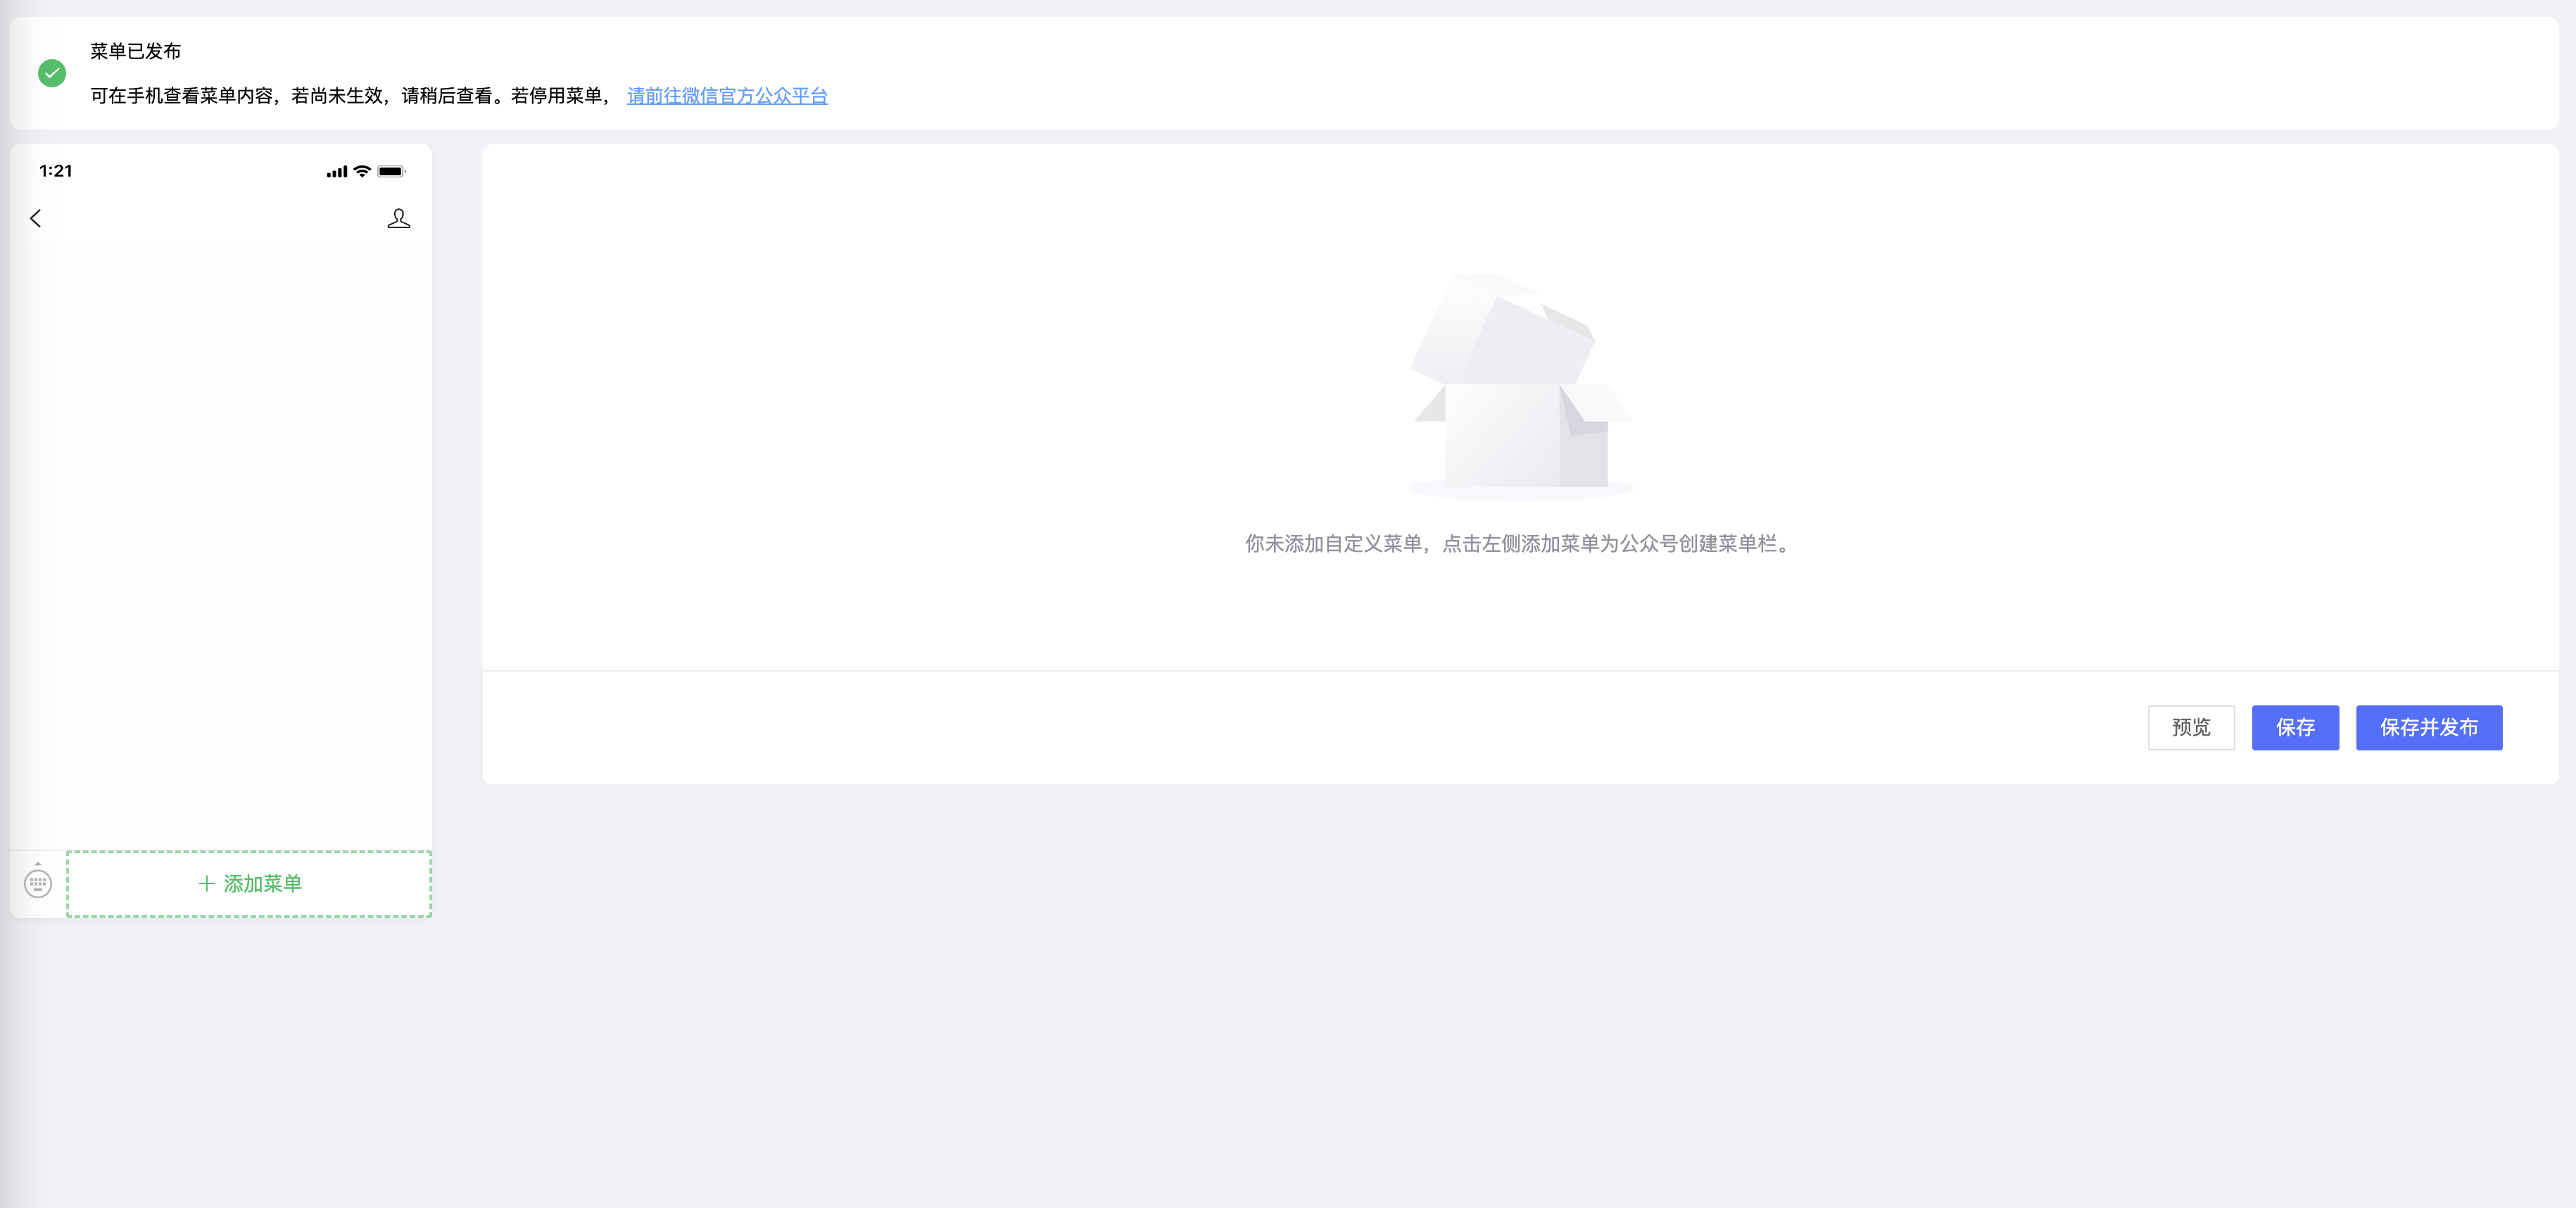 菜单已发布
可在手机查看菜单内容，若尚未生效，请稍后查看。若停用菜单， 请前往微信官方公众平台
1:21
你未添加自定义菜单，点击左侧添加菜单为公众号创建菜单栏。
预览 保存 保存并发布
添加菜单